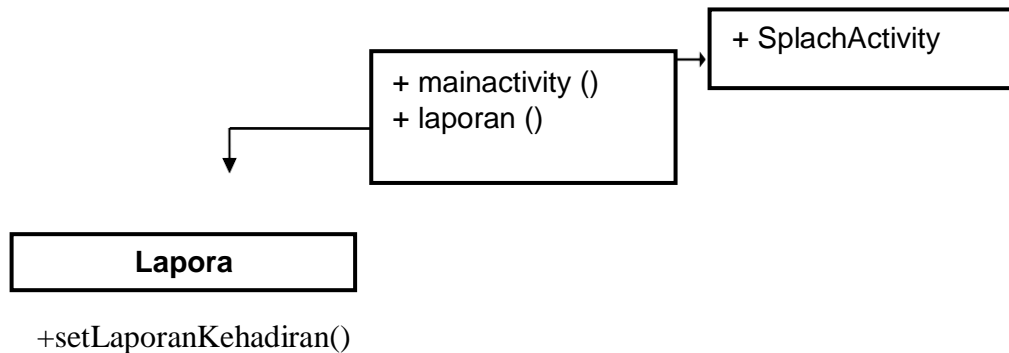 + SplachActivity
+ mainactivity ()
+ laporan ()
Lapora
+setLaporanKehadiran()